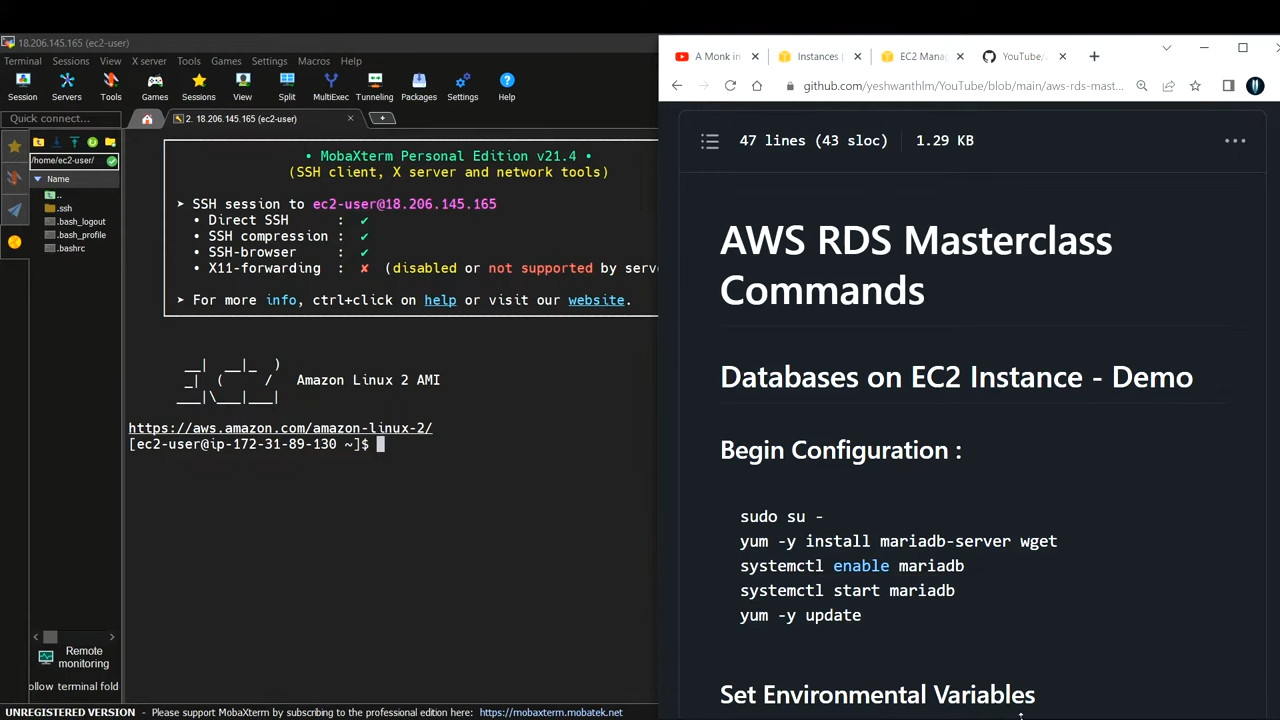 18.206.145.165 (ec2-user)
Terminal Sessions View X server Tools Games Settings Macros Help
Session Servers Tools Games Sessions View Split MultiExec Tunneling Packages Settings Help
Quick connect...
2. 18.206.145.165 (ec2-user)
/home/ec2-user/
Name
..
.ssh
.bash_logout
.bash_profile
.bashrc
Remote
monitoring
ollow terminal fold
• MobaXterm Personal Edition v21.4 •
(SSH client, X server and network tools)
➤ SSH session to ec2-user@18.206.145.165
• Direct SSH : ✔
• SSH compression : ✔
• SSH-browser : ✔
• X11-forwarding : ✘ (disabled or not supported by serve
➤ For more info, ctrl+click on help or visit our website.
__| __|_ )
_| ( / Amazon Linux 2 AMI
___|\___|___|
https://aws.amazon.com/amazon-linux-2/
[ec2-user@ip-172-31-89-130 ~]$
UNREGISTERED VERSION - Please support MobaXterm by subscribing to the professional edition here: https://mobaxterm.mobatek.net
A Monk in
Instances |
EC2 Manag
YouTube/a
github.com/yeshwanthlm/YouTube/blob/main/aws-rds-mast...
47 lines (43 sloc) 1.29 KB
AWS RDS Masterclass
Commands
Databases on EC2 Instance - Demo
Begin Configuration :
sudo su -
yum -y install mariadb-server wget
systemctl enable mariadb
systemctl start mariadb
yum -y update
Set Environmental Variables